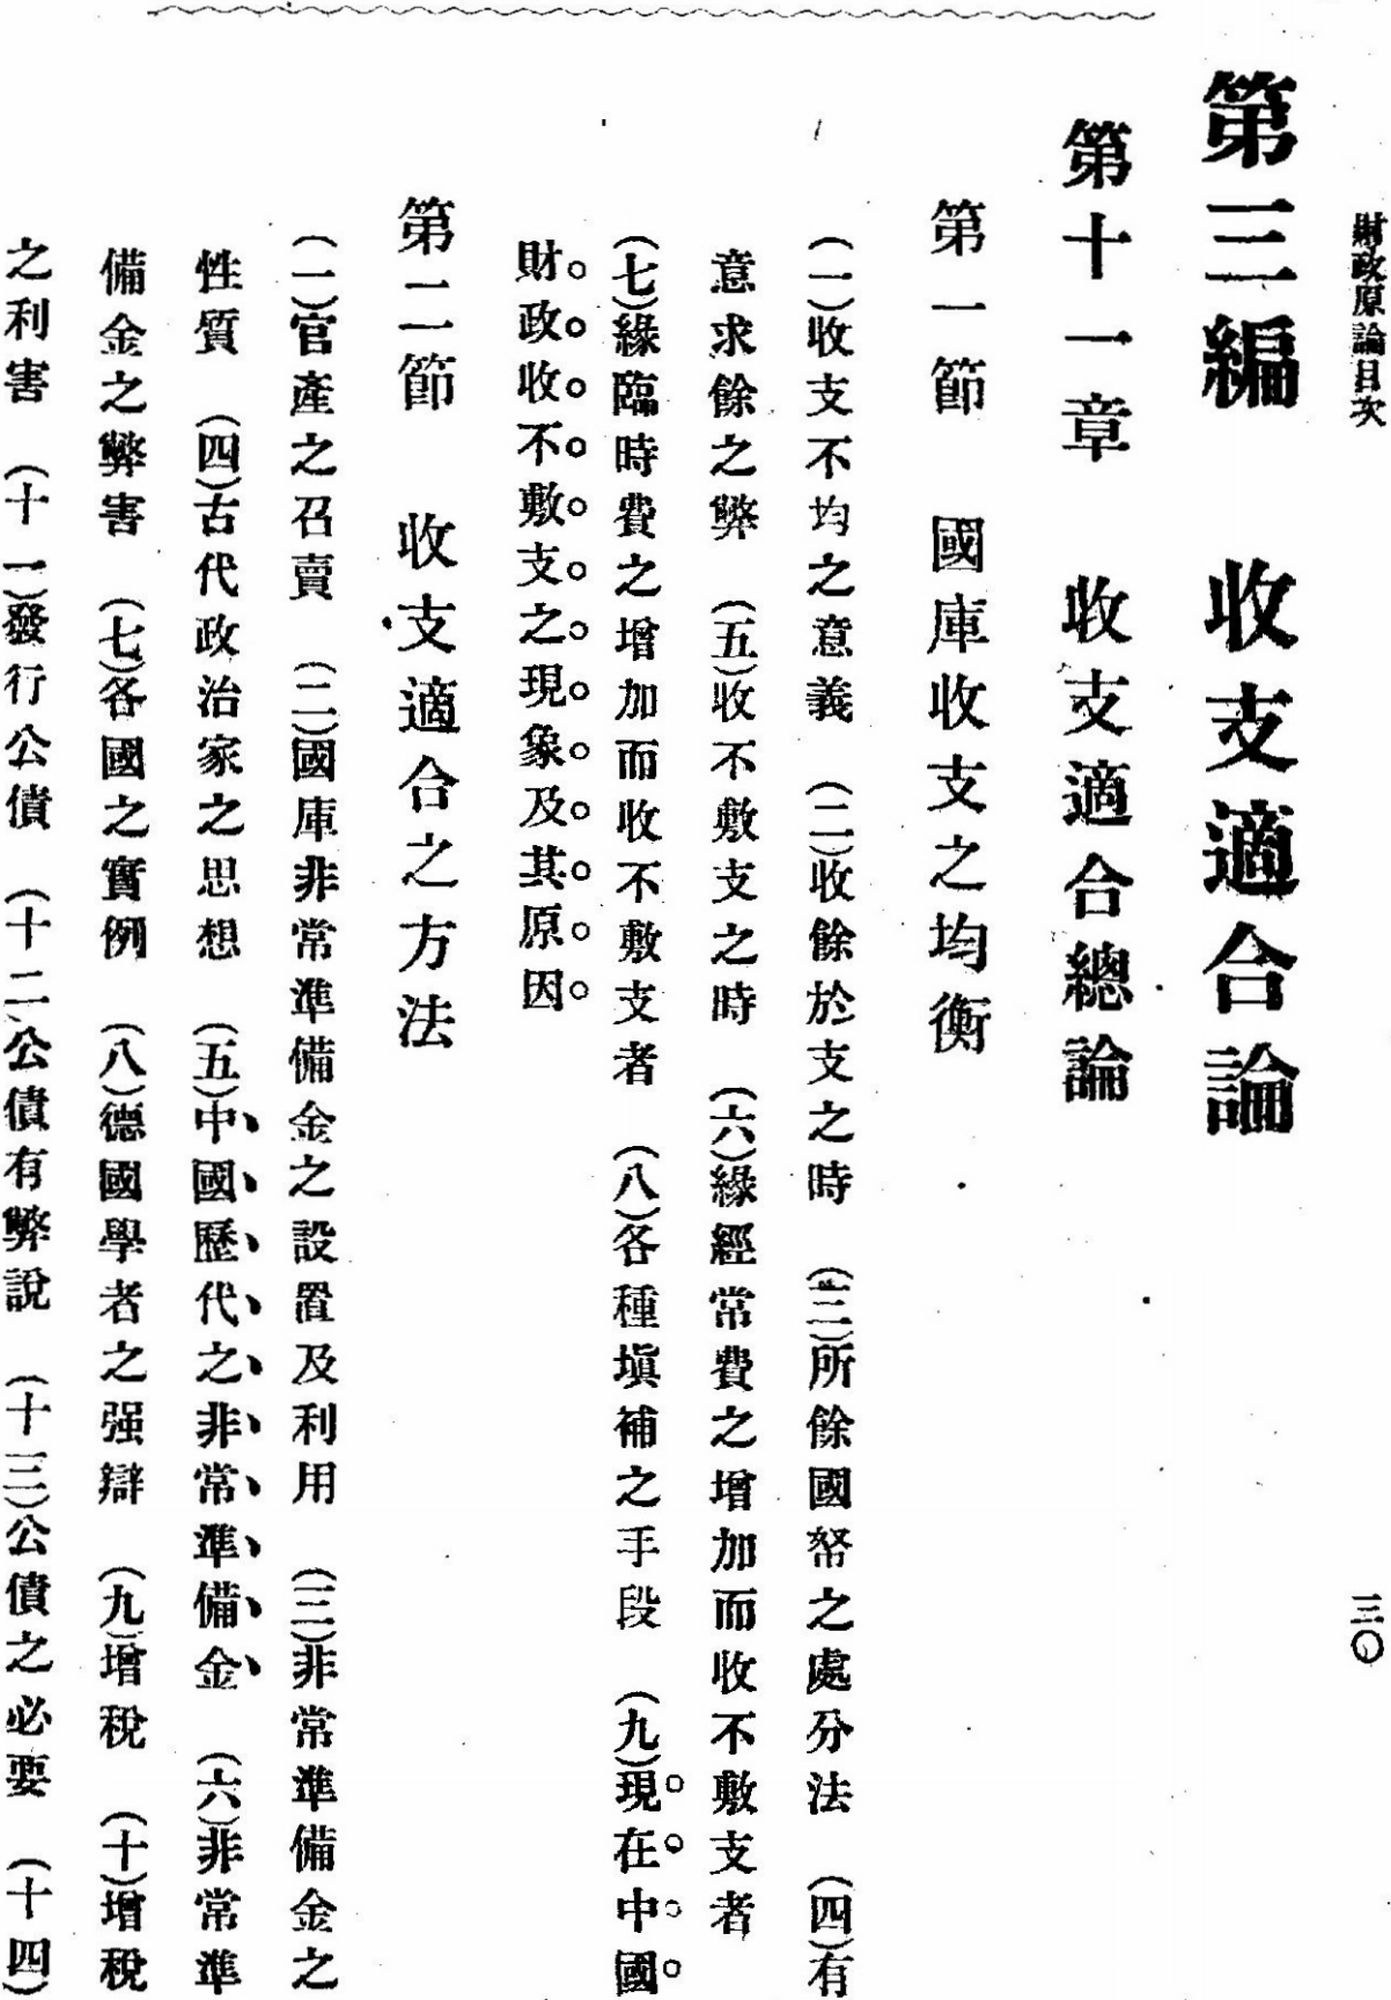 財政原論目次
三〇
第三編 收支適合論
第十一章 收支適合總論
第一節 國庫收支之均衡
(一)收支不均之意義 (二)收餘於支之時 (三)所餘國帑之處分法 (四)有
意求餘之弊 (五)收不敷支之時 (六)緣經常費之增加而收不敷支者
(七)緣臨時費之增加而收不敷支者 (八)各種塡補之手段 (九)現在中國
財政收不敷支之現象及其原因
第二節 收支適合之方法
(一)官產之召賣 (二)國庫非常準備金之設置及利用 (三)非常準備金之
性質 (四)古代政治家之思想 (五)中國歷代之非常準備金 (六)非常準
備金之弊害 (七)各國之實例 (八)德國學者之强辯 (九)增稅 (十)增稅
之利害 (十一)發行公債 (十二)公債有弊說 (十三)公債之必要 (十四)